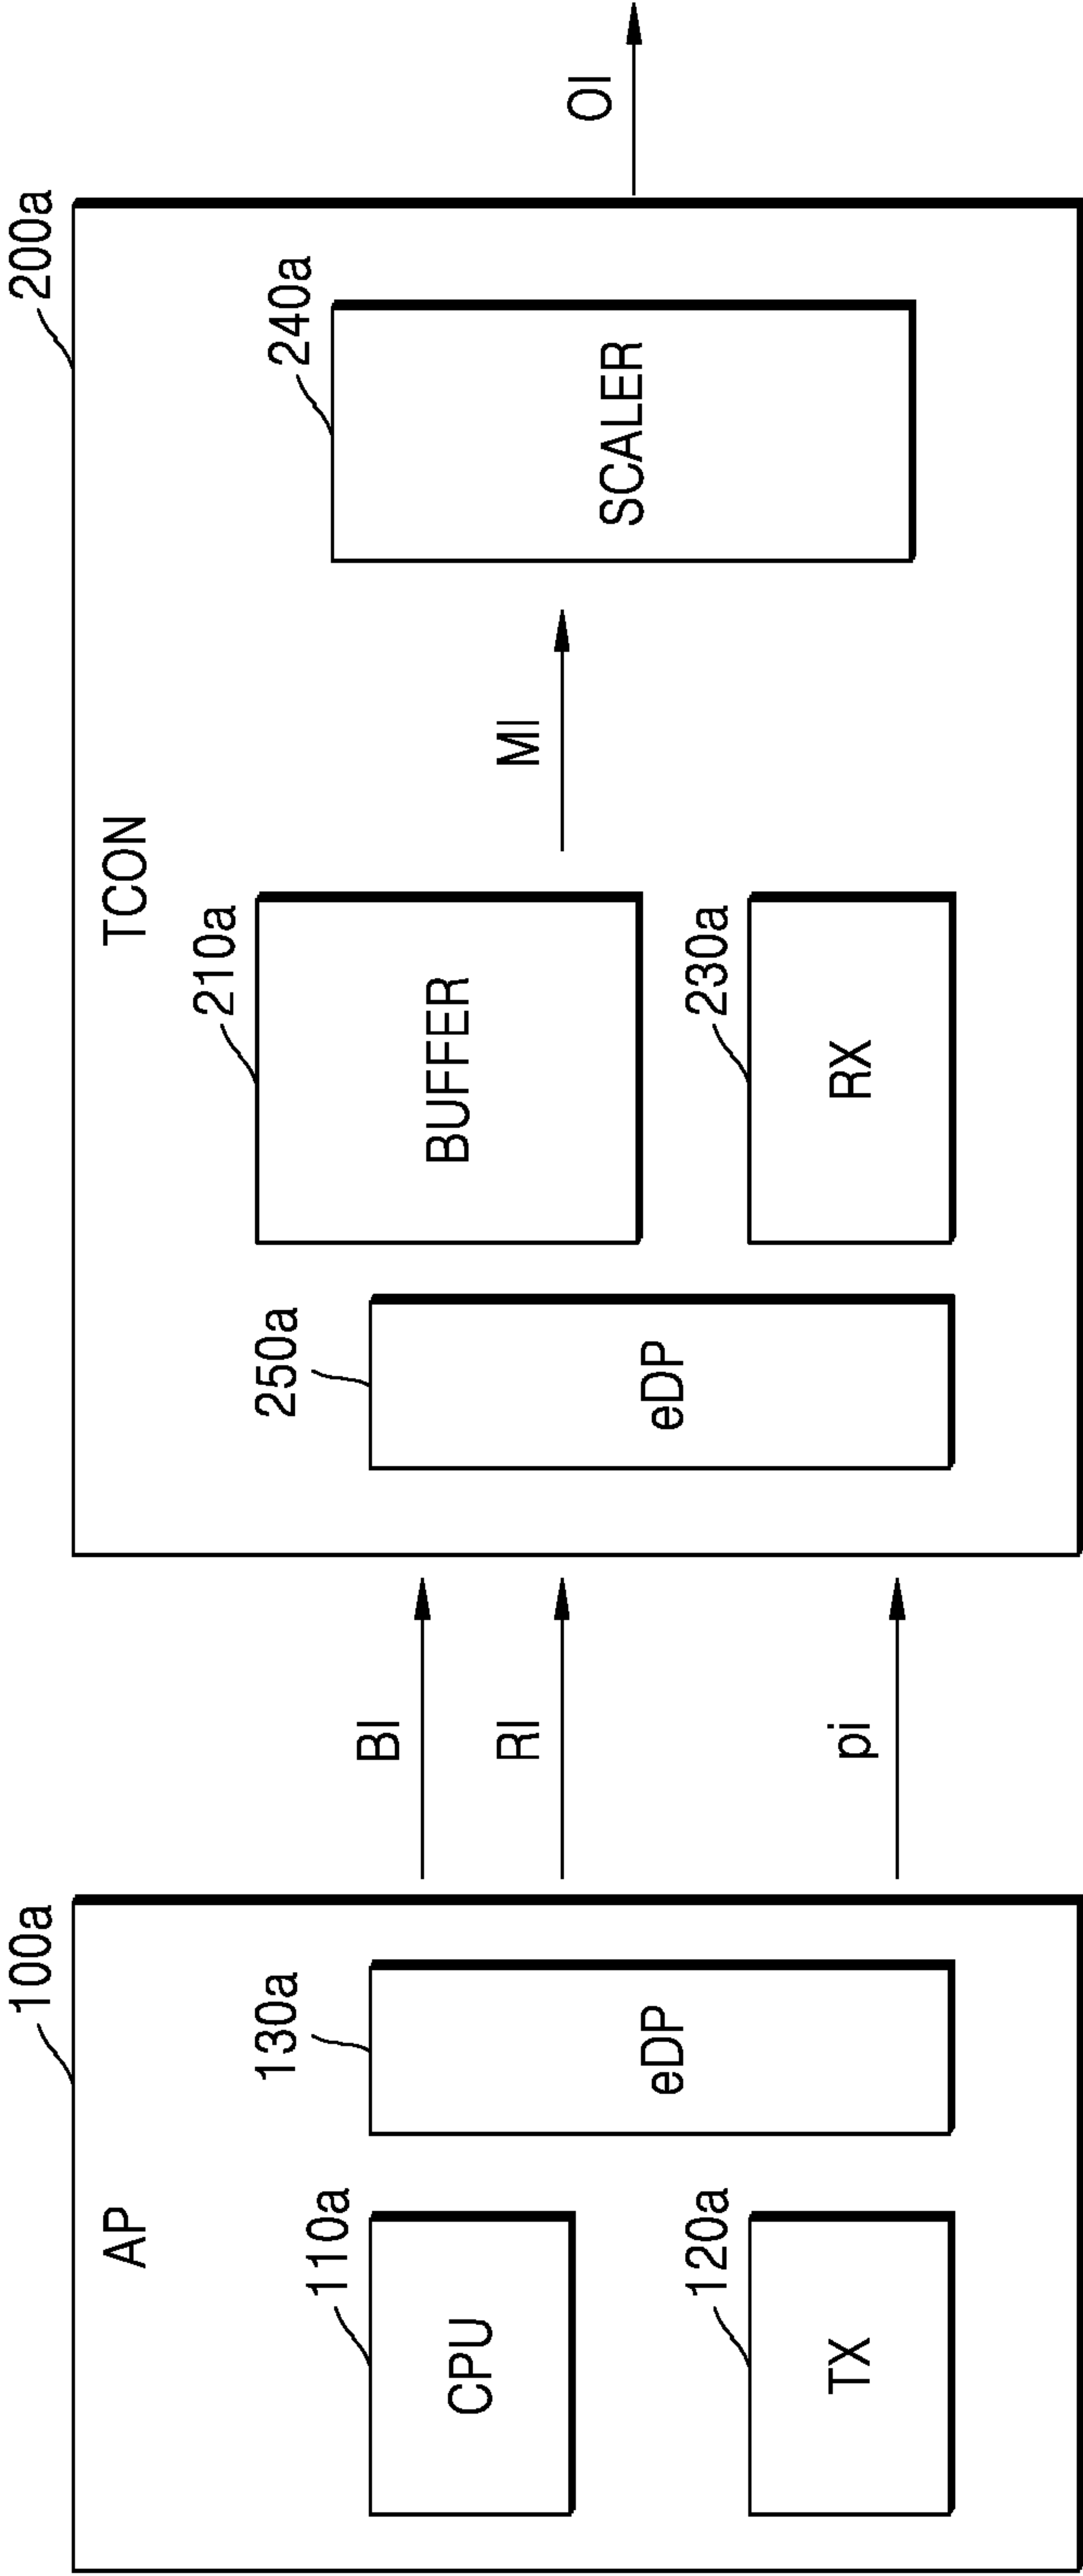 100a
AP
110a
CPU
120a
TX
130a
eDP
BI
RI
pi
200a
TCON
250a
eDP
210a
BUFFER
230a
RX
MI
240a
SCALER
OI